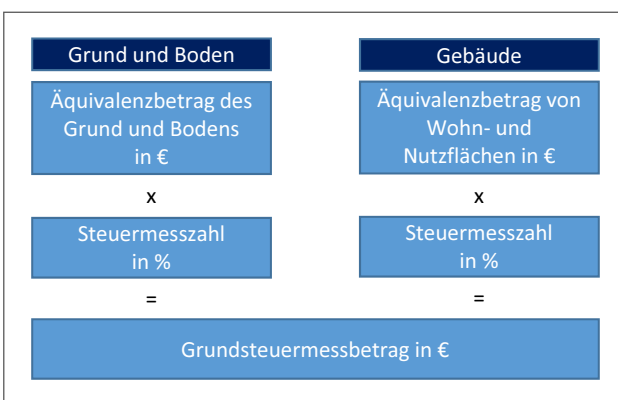 Grund und Boden
Äquivalenzbetrag des
Grund und Bodens
in €
x
Steuermesszahl
in %
=
Gebäude
Äquivalenzbetrag von
Wohn- und
Nutzflächen in €
x
Steuermesszahl
in %
=
Grundsteuermessbetrag in €